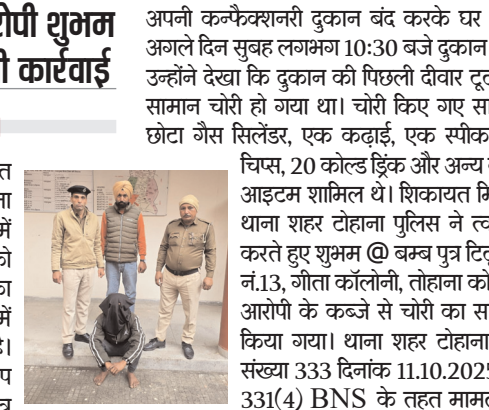 रोपी शुभम
ी कार्रवाई
अपनी कन्फैक्शनरी दुकान बंद करके घर
अगले दिन सुबह लगभग 10:30 बजे दुकान
उन्होंने देखा कि दुकान की पिछली दीवार टूट
सामान चोरी हो गया था। चोरी किए गए सा
छोटा गैस सिलेंडर, एक कढ़ाई, एक स्पीक
चिप्स, 20 कोल्ड ड्रिंक और अन्य
आइटम शामिल थे। शिकायत मि
थाना शहर टोहाना पुलिस ने त्व
करते हुए शुभम @ बम्ब पुत्र टिट
नं.13, गीता कॉलोनी, तोहाना को
आरोपी के कब्जे से चोरी का स
किया गया। थाना शहर टोहाना
संख्या 333 दिनांक 11.10.2025
331(4) BNS के तहत मामल
त
ना
में
को
का
में
है।
प